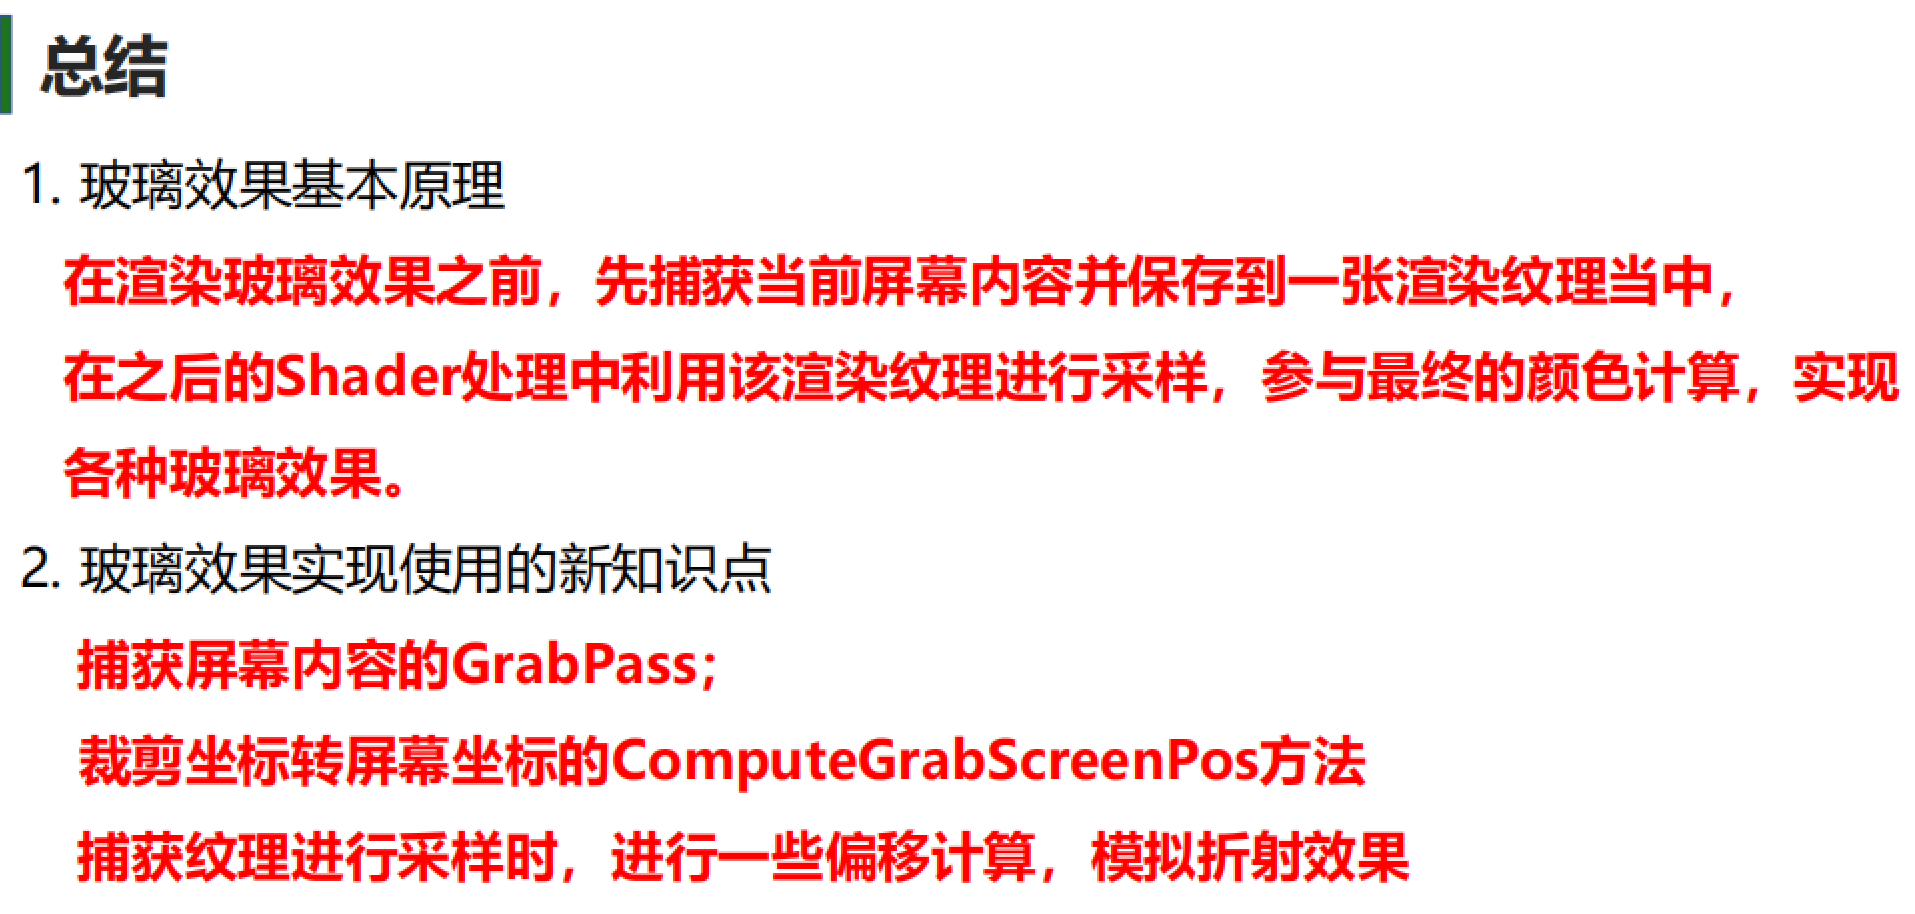 总结
1. 玻璃效果基本原理
在渲染玻璃效果之前，先捕获当前屏幕内容并保存到一张渲染纹理当中，
在之后的Shader处理中利用该渲染纹理进行采样，参与最终的颜色计算，实现
各种玻璃效果。
2. 玻璃效果实现使用的新知识点
捕获屏幕内容的GrabPass；
裁剪坐标转屏幕坐标的ComputeGrabScreenPos方法
捕获纹理进行采样时，进行一些偏移计算，模拟折射效果